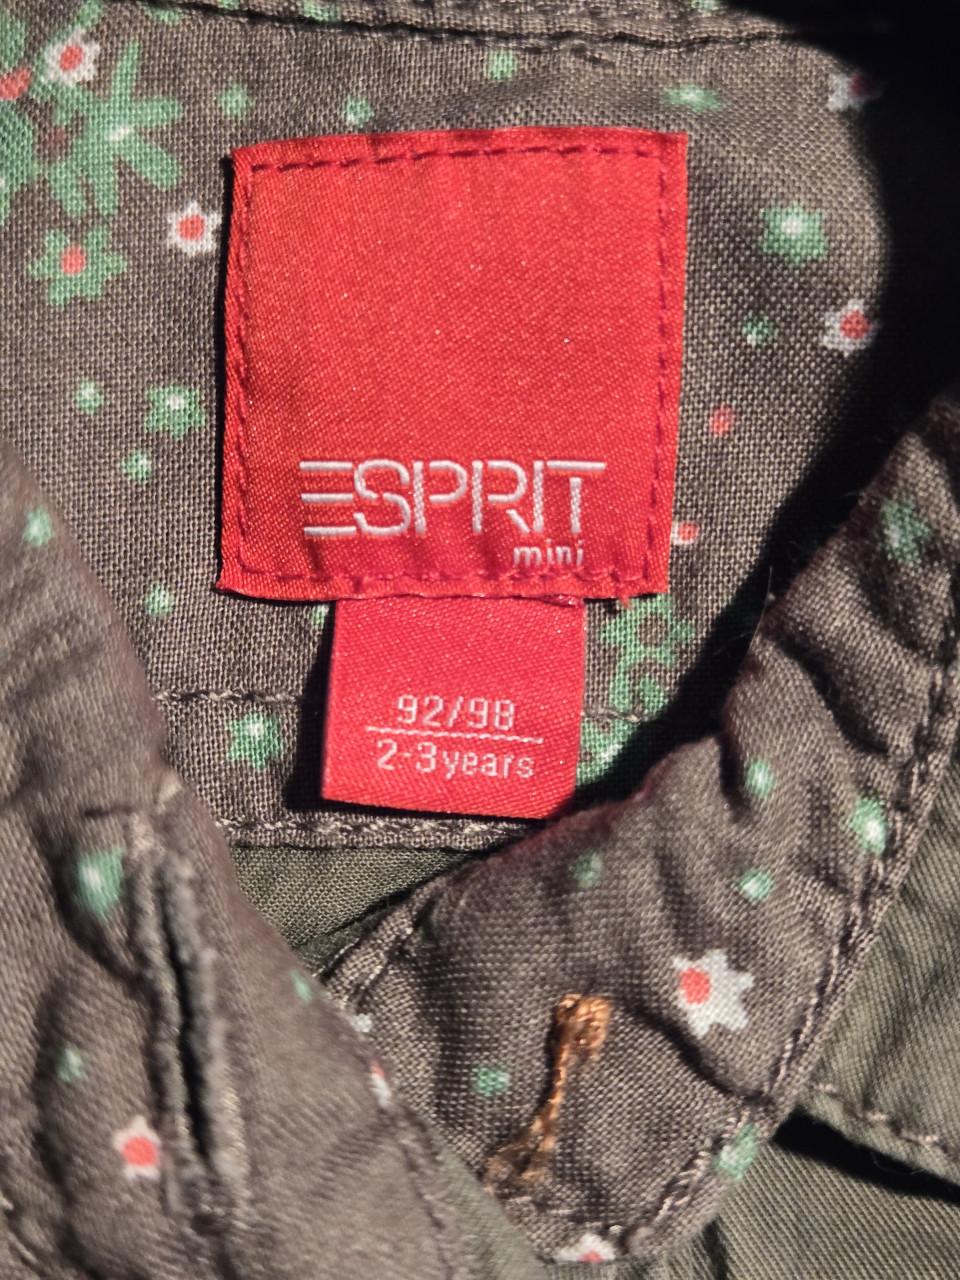 ESPRIT
mini
92/98
2-3 years